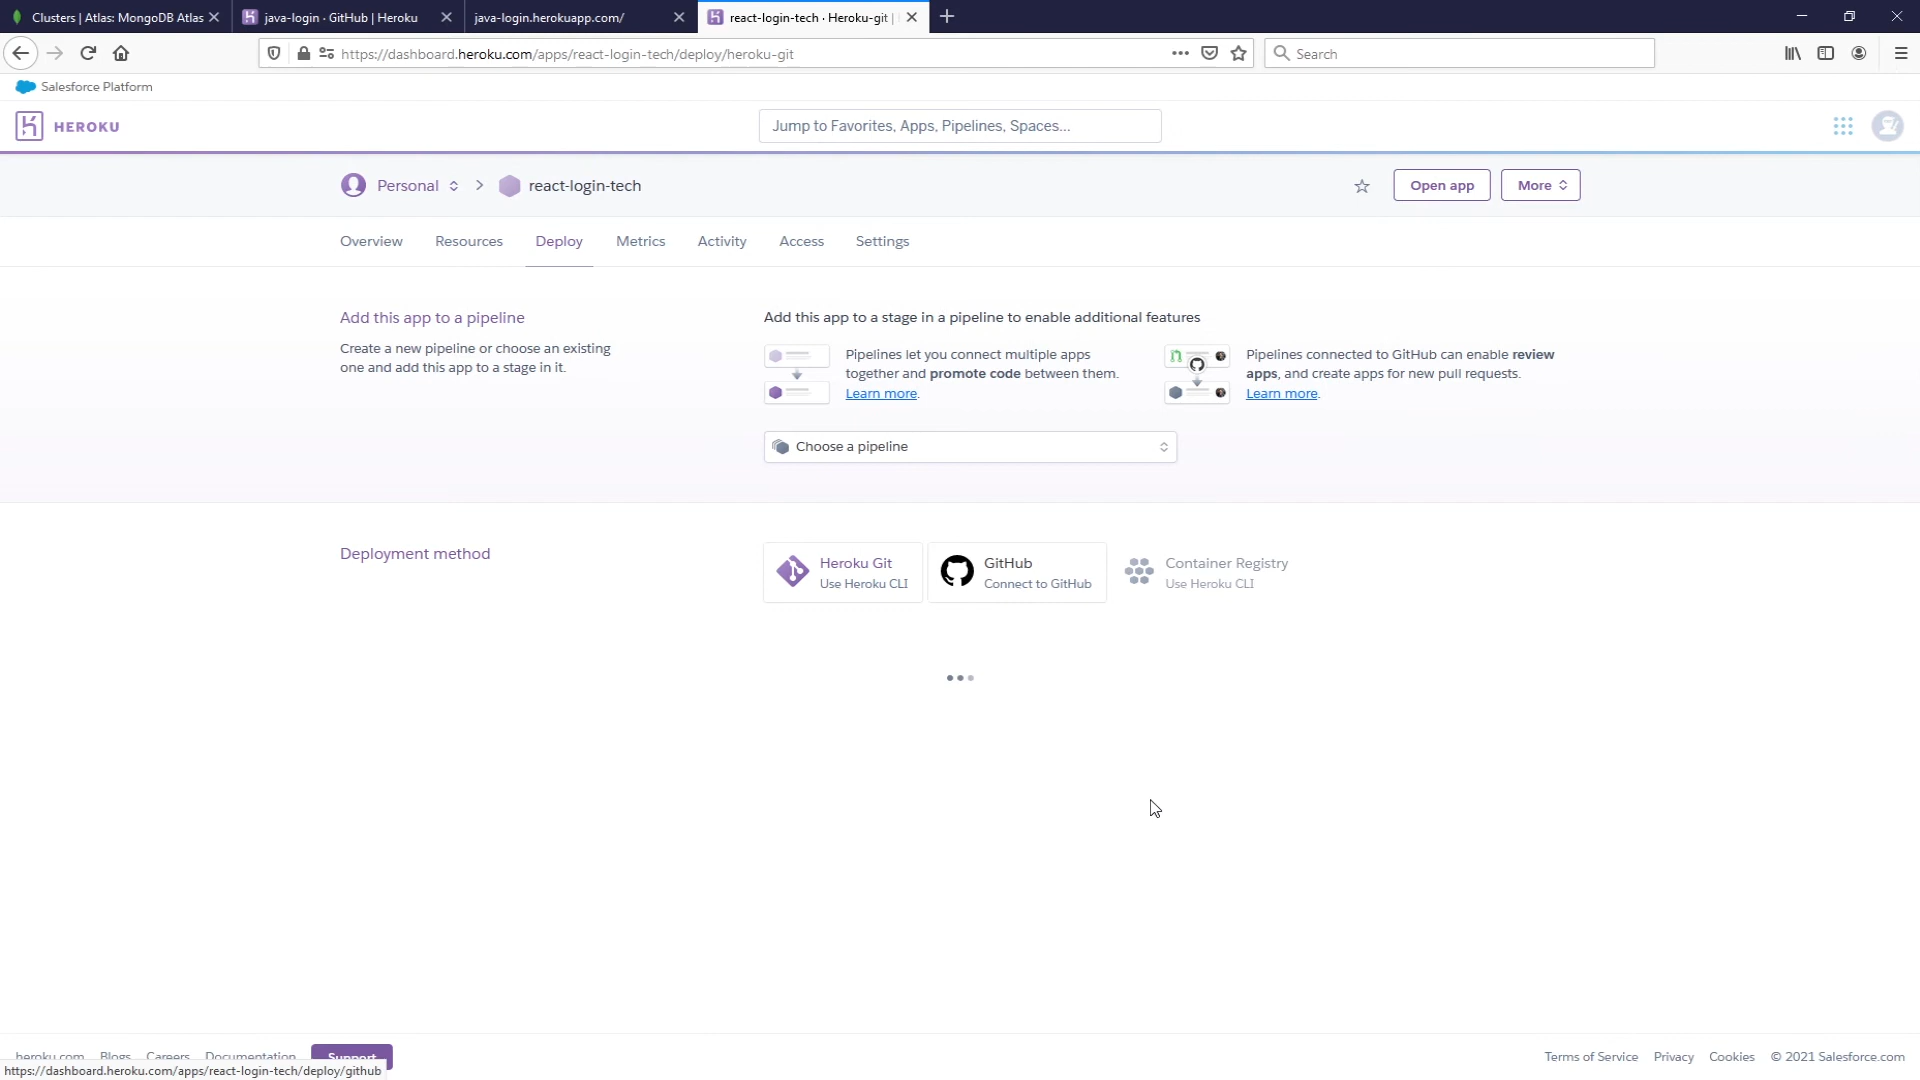 Clusters | Atlas: MongoDB Atlas
java-login · GitHub | Heroku
java-login.herokuapp.com/
react-login-tech · Heroku-git |
https://dashboard.heroku.com/apps/react-login-tech/deploy/heroku-git
Search
Salesforce Platform
HEROKU
Jump to Favorites, Apps, Pipelines, Spaces...
Personal
react-login-tech
Open app
More
Overview
Resources
Deploy
Metrics
Activity
Access
Settings
Add this app to a pipeline
Create a new pipeline or choose an existing
one and add this app to a stage in it.
Add this app to a stage in a pipeline to enable additional features
Pipelines let you connect multiple apps
together and promote code between them.
Learn more.
Pipelines connected to GitHub can enable review
apps, and create apps for new pull requests.
Learn more.
Choose a pipeline
Deployment method
Heroku Git
Use Heroku CLI
GitHub
Connect to GitHub
Container Registry
Use Heroku CLI
heroku.com
Blogs
Careers
Documentation
Support
Terms of Service
Privacy
Cookies
© 2021 Salesforce.com
https://dashboard.heroku.com/apps/react-login-tech/deploy/github